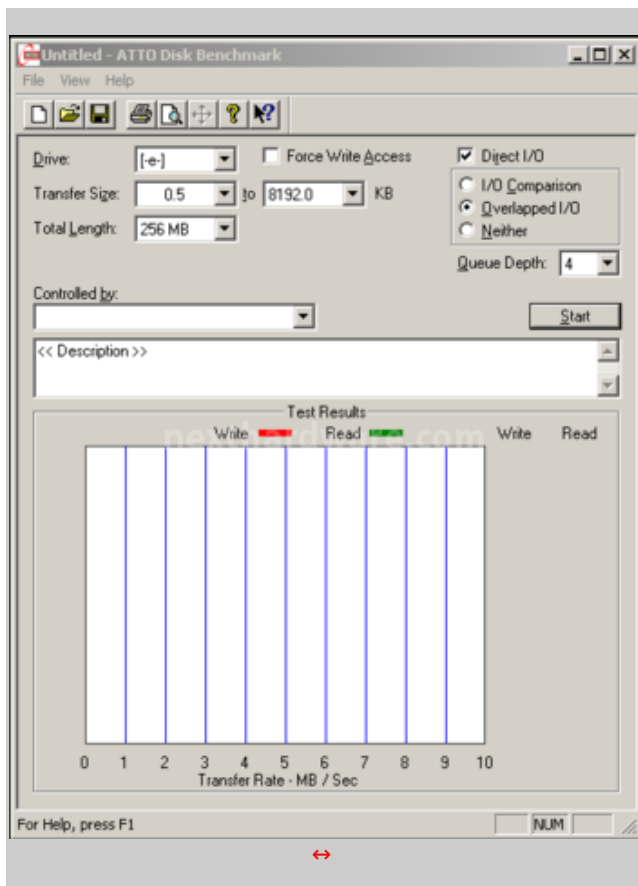 Untitled - ATTO Disk Benchmark
File View Help
Drive: [-e-] Force Write Access Direct I/O
Transfer Size: 0.5 to 8192.0 KB I/O Comparison
Overlapped I/O
Total Length: 256 MB Neither
Queue Depth: 4
Controlled by:
Start
<< Description >>
Test Results
Write Read Write Read
nexthardware.com
0 1 2 3 4 5 6 7 8 9 10
Transfer Rate - MB / Sec
For Help, press F1 NUM